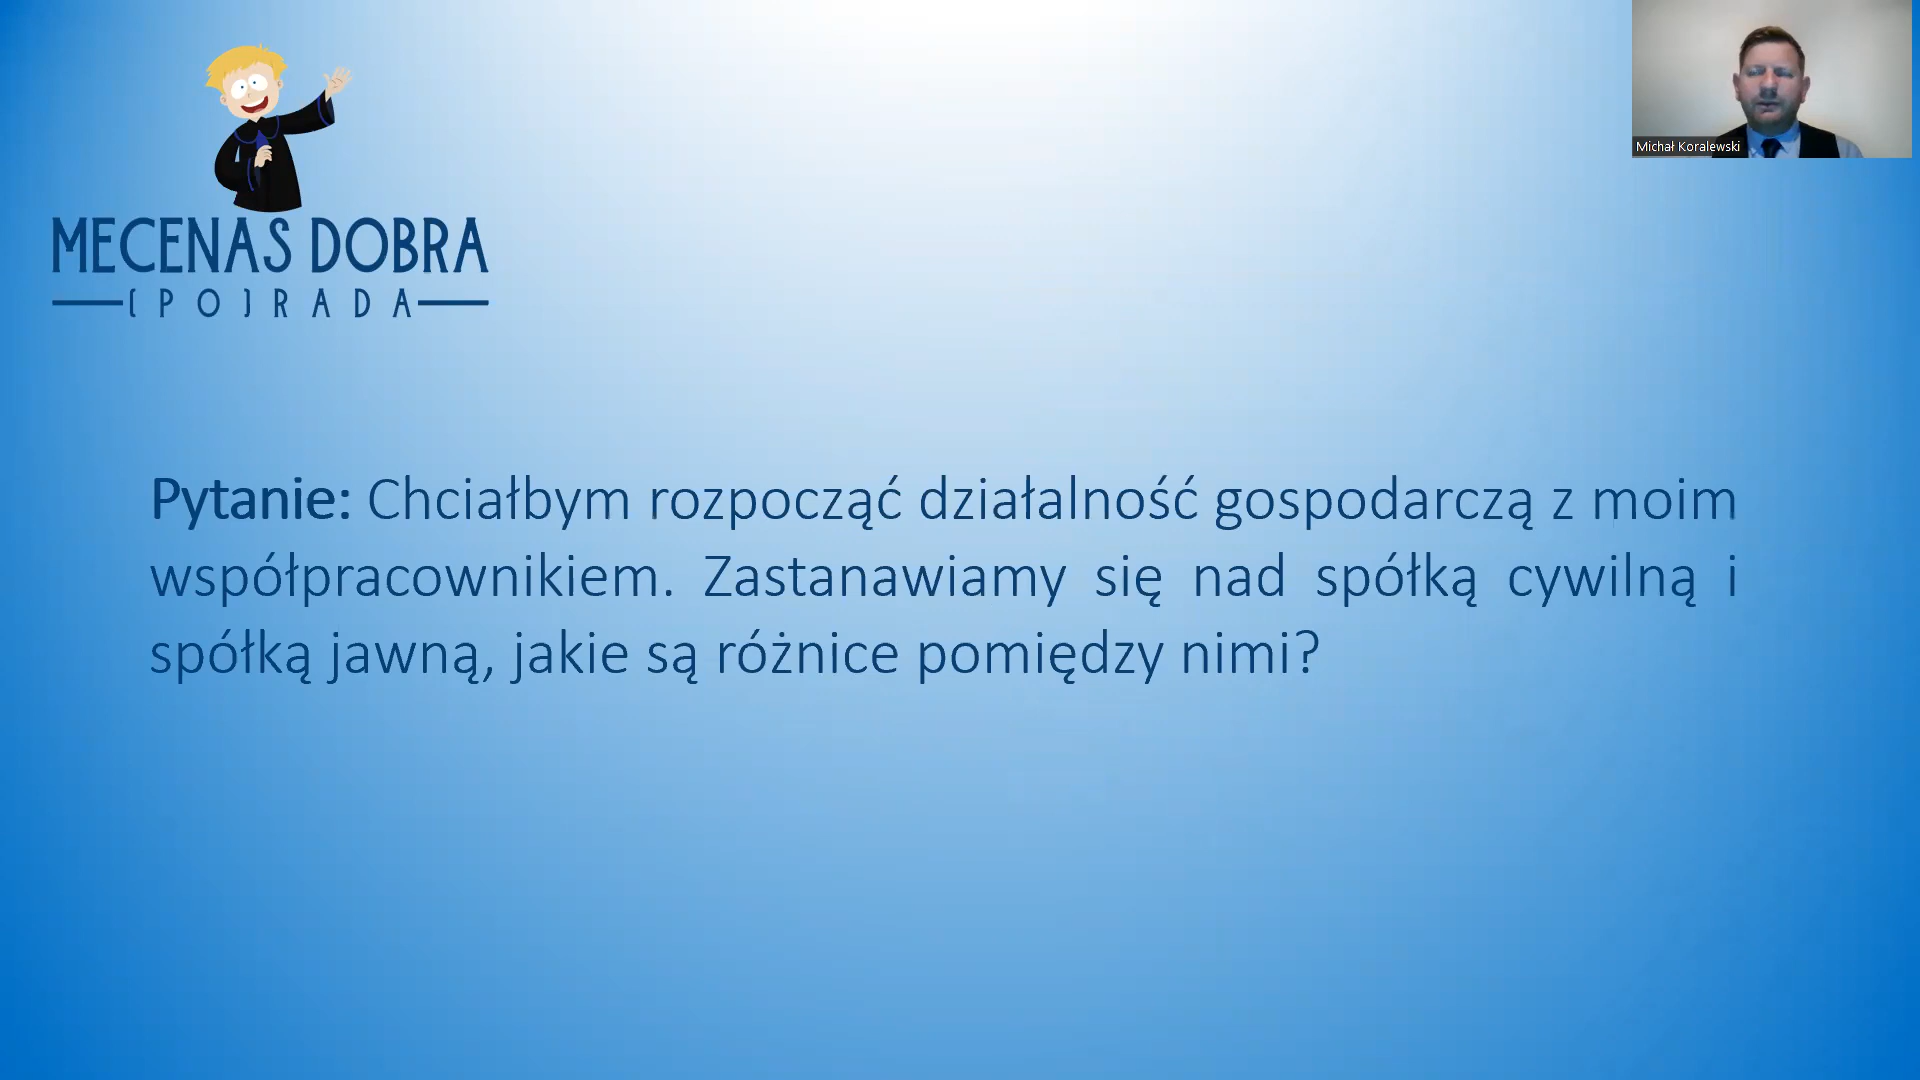 Michał Koralewski
MECENAS DOBRA
(PO)RADA
Pytanie: Chciałbym rozpocząć działalność gospodarczą z moim
współpracownikiem. Zastanawiamy się nad spółką cywilną i
spółką jawną, jakie są różnice pomiędzy nimi?